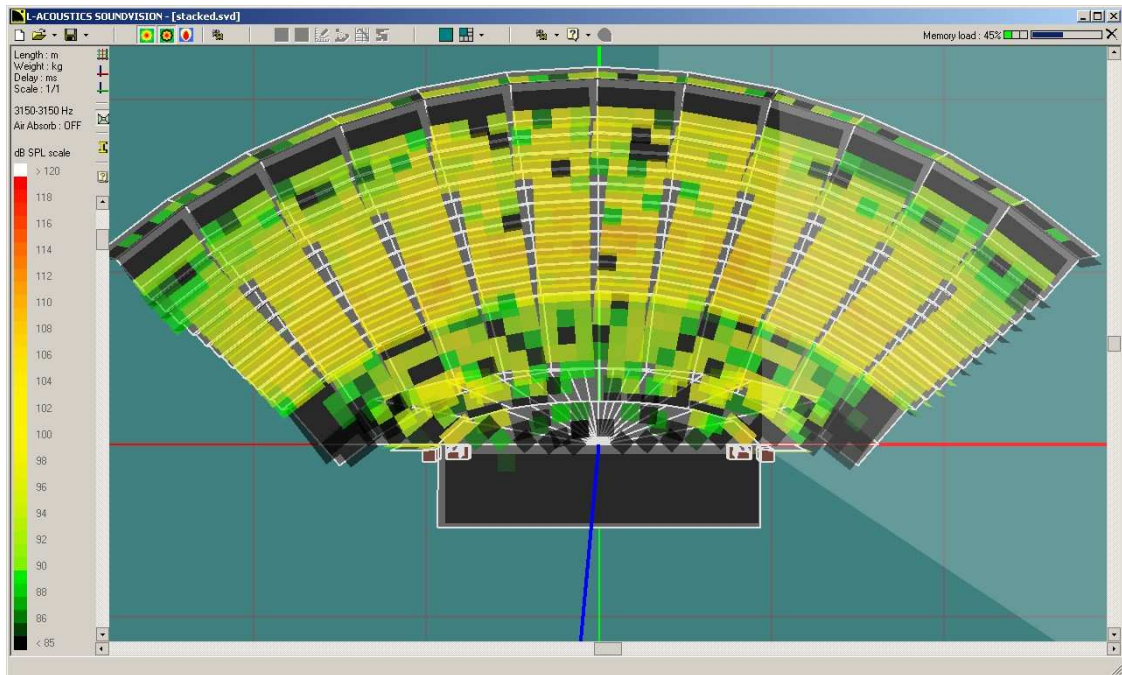 L-ACOUSTICS SOUNDVISION - [stacked.svd]
Memory load : 45%
Length : m
Weight : kg
Delay : ms
Scale : 1/1
3150-3150 Hz
Air Absorb : OFF
dB SPL scale
> 120
118
116
114
112
110
108
106
104
102
100
98
96
94
92
90
88
86
< 85